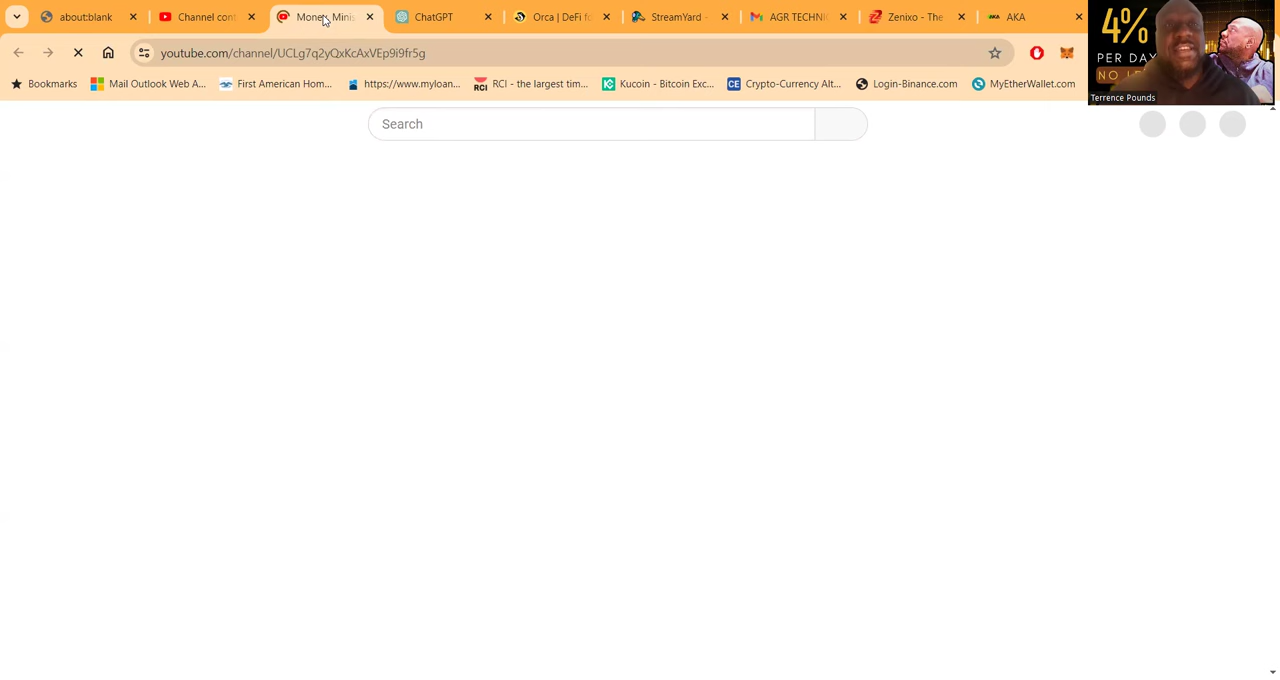 about:blank
Channel cont
Money Minis
ChatGPT
Orca | DeFi fo
StreamYard -
AGR TECHNI
Zenixo - The
AKA
youtube.com/channel/UCLg7q2yQxKcAxVEp9i9fr5g
Bookmarks
Mail Outlook Web A...
First American Hom...
https://www.myloan...
RCI - the largest tim...
Kucoin - Bitcoin Exc...
Crypto-Currency Alt...
Login-Binance.com
MyEtherWallet.com
Search
4%
PER DAY
Terrence Pounds